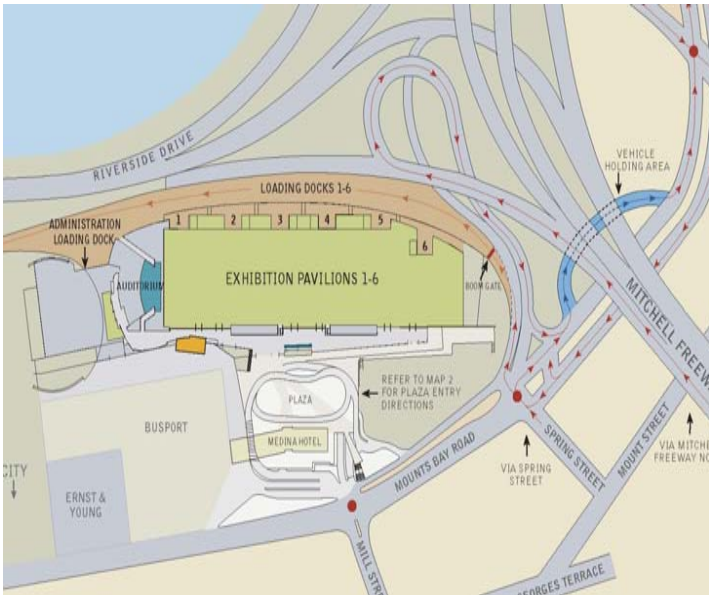 RIVERSIDE DRIVE
VEHICLE
HOLDING AREA
LOADING DOCKS 1-6
ADMINISTRATION
LOADING DOCK
1
2
3
4
5
6
AUDITORIUM
EXHIBITION PAVILIONS 1-6
BOOM GATE
MITCHELL FREEW
REFER TO MAP 2
FOR PLAZA ENTRY
DIRECTIONS
PLAZA
BUSPORT
MEDINA HOTEL
MOUNTS BAY ROAD
SPRING STREET
MOUNT STREET
VIA MITCHE
FREEWAY NO
VIA SPRING
STREET
CITY
ERNST &
YOUNG
MILL STR
GEORGES TERRACE